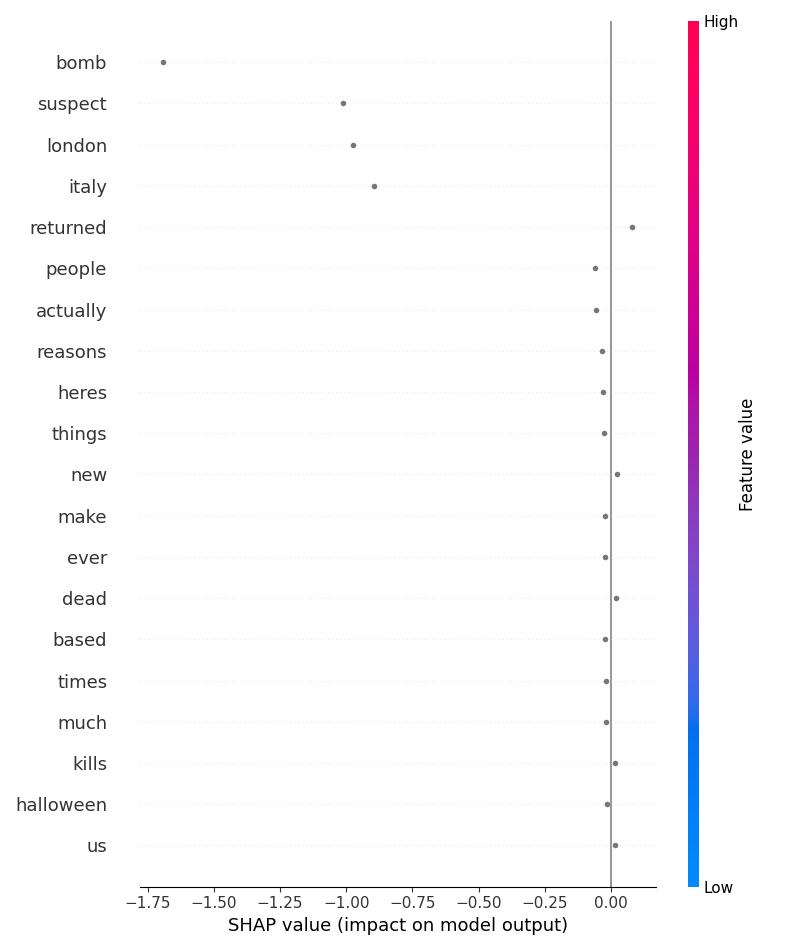 High
bomb
suspect
london
italy
returned
people
actually
reasons
heres
things
new
make
ever
dead
based
times
much
kills
halloween
us
Feature value
Low
−1.75 −1.50 −1.25 −1.00 −0.75 −0.50 −0.25 0.00
SHAP value (impact on model output)